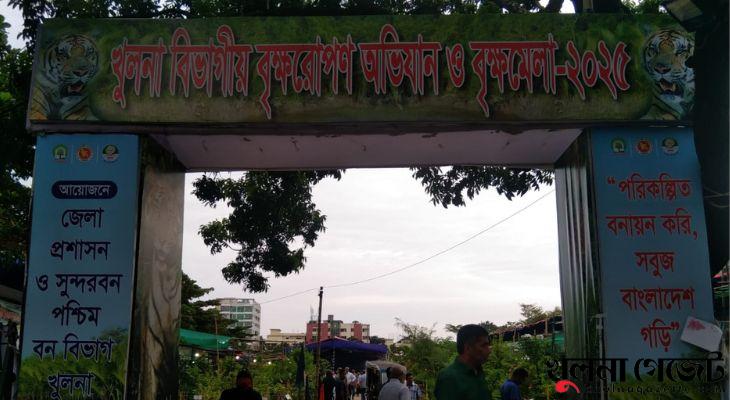 খুলনা বিভাগীয় বৃক্ষরোপণ অভিযান ও বৃক্ষমেলা-২০২৫
আয়োজনে
জেলা
প্রশাসন
ও সুন্দরবন
পশ্চিম
বন বিভাগ
খুলনা
“পরিকল্পিত
বনায়ন করি,
সবুজ
বাংলাদেশ
গড়ি”
খুলনা গেজেট